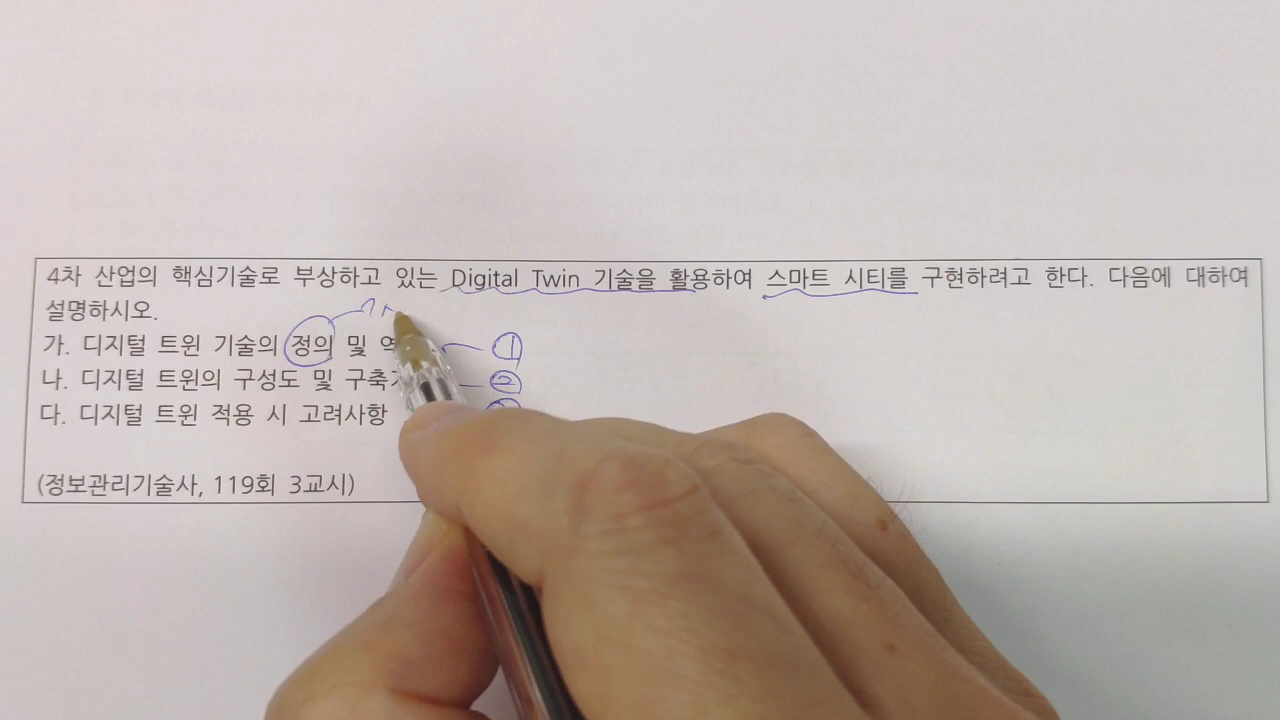 4차 산업의 핵심기술로 부상하고 있는 Digital Twin 기술을 활용하여 스마트 시티를 구현하려고 한다. 다음에 대하여
설명하시오.
가. 디지털 트윈 기술의 정의 및 ①
나. 디지털 트윈의 구성도 및 ②
다. 디지털 트윈 적용 시 고려사항
(정보관리기술사, 119회 3교시)